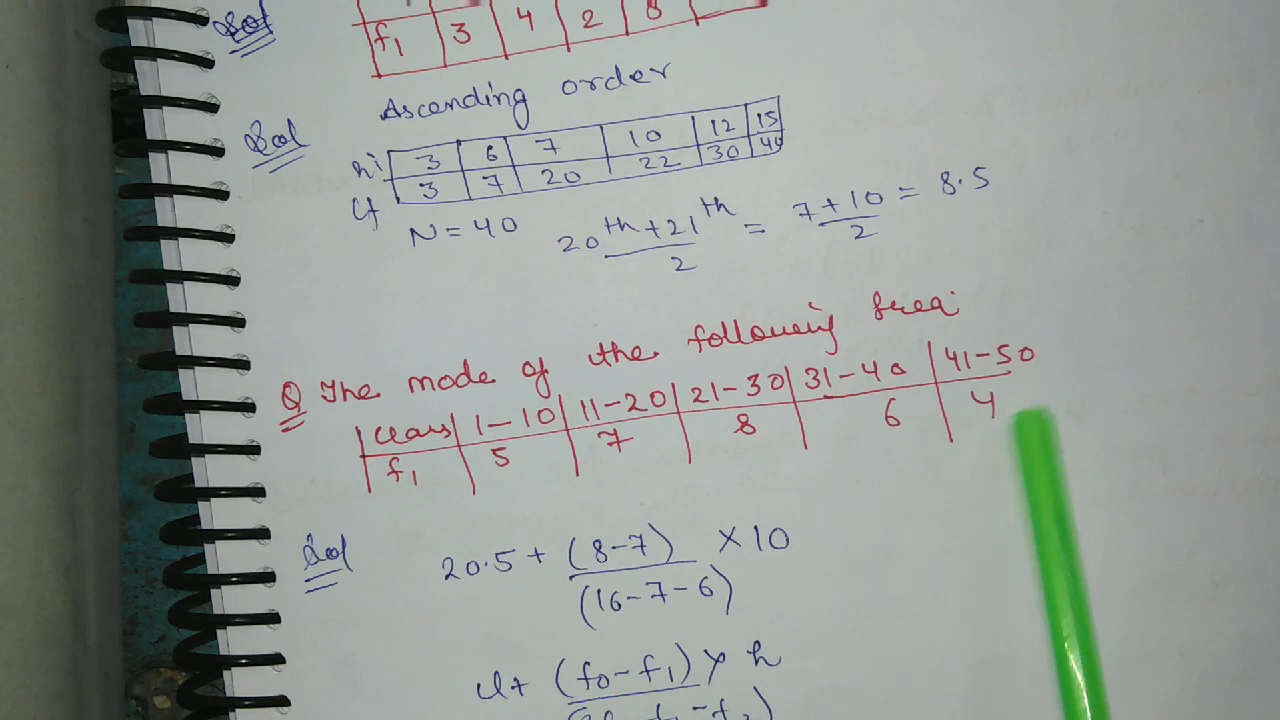 Sol
f1 3 4 2 8
Ascending order
Sol
xi 3 6 7 10 12 15
cf 3 7 20 22 30 40
N = 40 20th + 21th / 2 = 7 + 10 / 2 = 8.5
Q The mode of the following freq
Class 1-10 11-20 21-30 31-40 41-50
f1 5 7 8 6 4
Sol 20.5 + (8-7) / (16-7-6) × 10
(f0-f1) × h